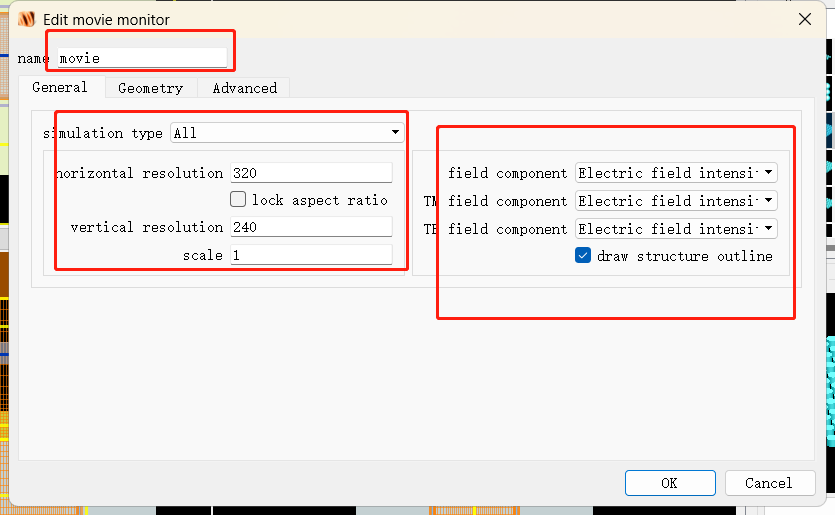 Edit movie monitor
name movie
General Geometry Advanced
simulation type All
horizontal resolution 320
lock aspect ratio
vertical resolution 240
scale 1
field component Electric field intensi
TM field component Electric field intensi
TE field component Electric field intensi
draw structure outline
OK Cancel